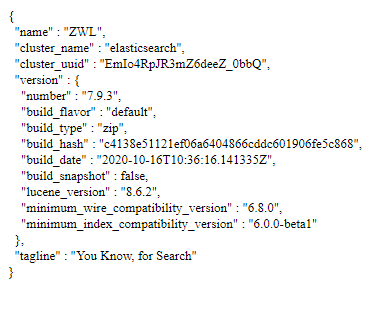 {
"name" : "ZWL",
"cluster_name" : "elasticsearch",
"cluster_uuid" : "EmIo4RpJR3mZ6deeZ_0bbQ",
"version" : {
"number" : "7.9.3",
"build_flavor" : "default",
"build_type" : "zip",
"build_hash" : "c4138e51121ef06a6404866cddc601906fe5c868",
"build_date" : "2020-10-16T10:36:16.141335Z",
"build_snapshot" : false,
"lucene_version" : "8.6.2",
"minimum_wire_compatibility_version" : "6.8.0",
"minimum_index_compatibility_version" : "6.0.0-beta1"
},
"tagline" : "You Know, for Search"
}